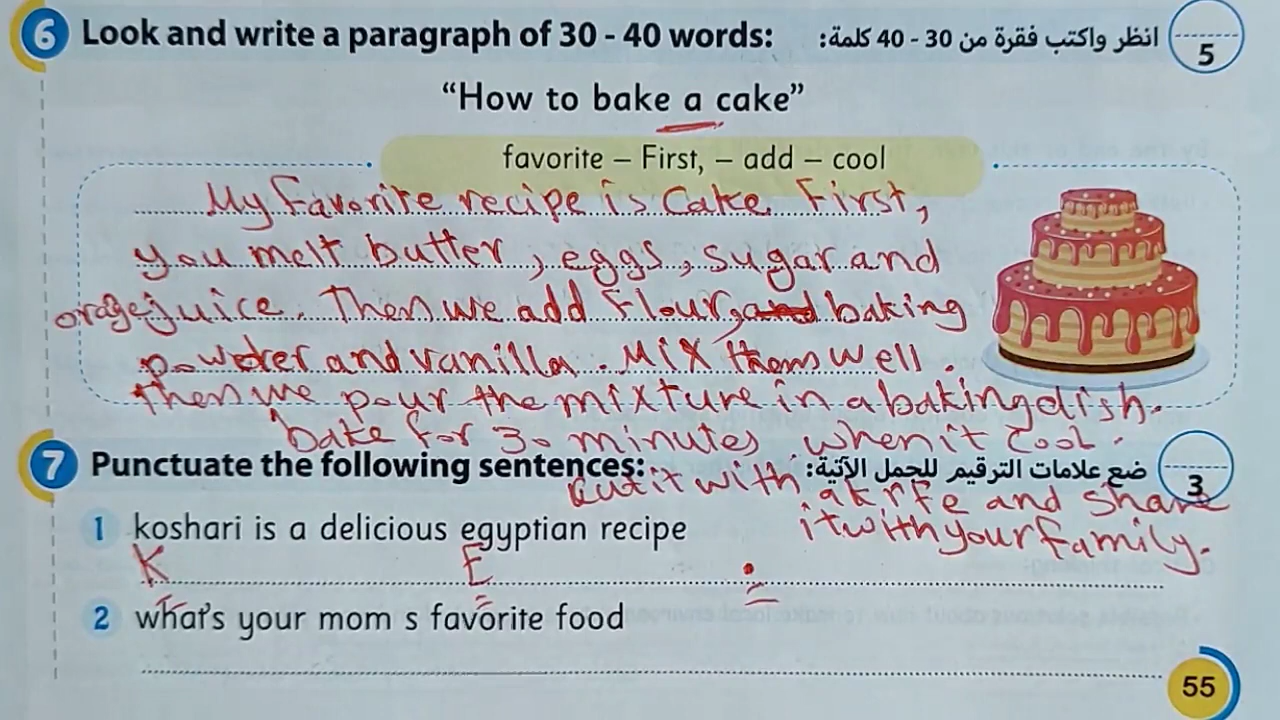 6 Look and write a paragraph of 30 - 40 words: انظر واكتب فقرة من 30 - 40 كلمة:
5
“How to bake a cake”
favorite – First, – add – cool
My favorite recipe is cake. First,
you melt butter, eggs, sugar and
orage juice. Then we add flour, and baking
powder and vanilla. Mix them well.
then we pour the mixture in a baking dish.
bake for 30 minutes. when it cool.
7 Punctuate the following sentences: ضع علامات الترقيم للجمل الآتية:
3
cut it with a knife and share
it with your family.
1 koshari is a delicious egyptian recipe
K E .
2 what's your mom s favorite food
55